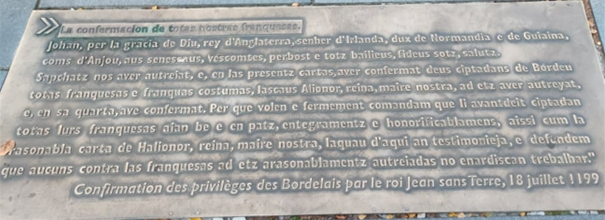 La confermacion de totas nostras franquesas.
Johan, per la gracia de Diu, rey d'Anglaterra, senher d'Irlanda, dux de Normandia e de Guiaina,
coms d'Anjou, aus senescaus, vescomtes, perbost e totz bailieus, fideus sotz, salutz.
Sapchatz nos aver autreiat, e, en las presentz cartas, aver confermat deus ciptadans de Bordeu
totas franquesas e franquas costumas, lascaus Alionor, reina, maire nostra, ad etz aver autreyat,
e, en sa quarta, ave confermat. Per que volen e fermement comandam que li avantdeit ciptadan
totas lurs franquesas aian be e en patz, entegramentz e honorificablamens, aissi cum la
rasonabla carta de Halionor, reina, maire nostra, laquau d'aqui an testimonieja, e defendem
que aucuns contra las franquesas ad etz arasonablamentz autreiadas no enardiscan trebalhar."
Confirmation des privilèges des Bordelais par le roi Jean sans Terre, 18 juillet 1199